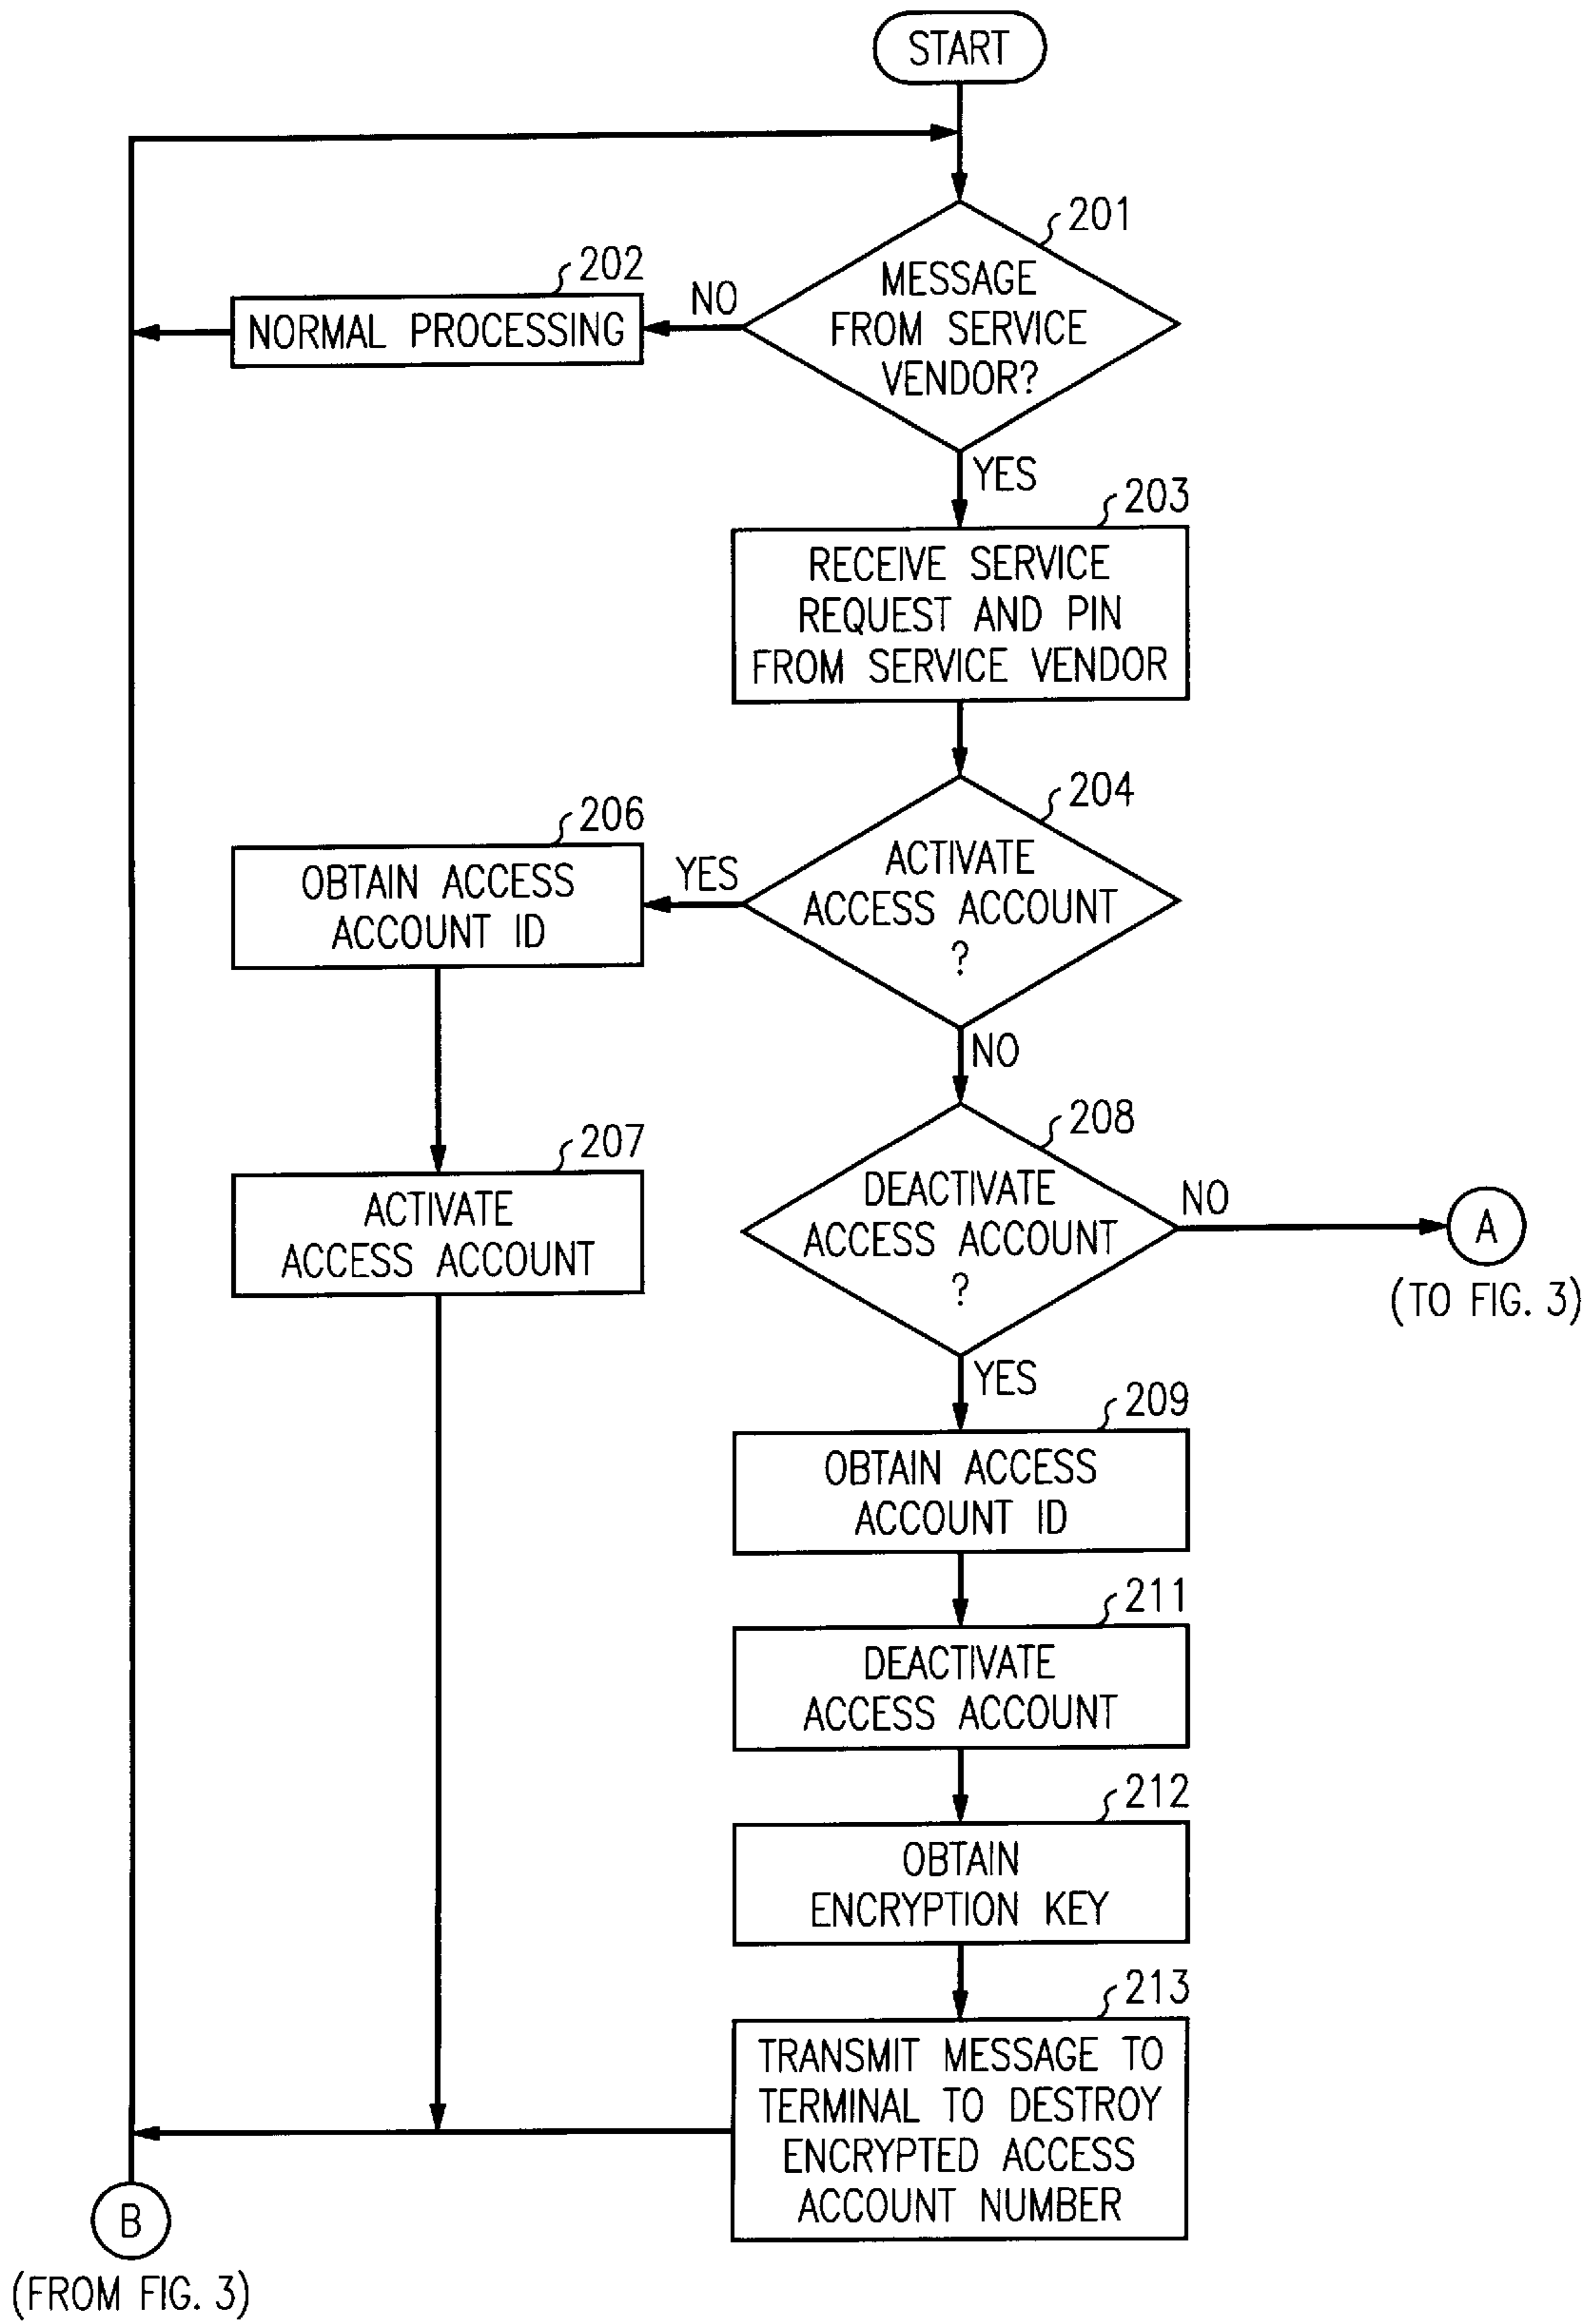 START
201
MESSAGE
FROM SERVICE
VENDOR?
NO
202
NORMAL PROCESSING
YES
203
RECEIVE SERVICE
REQUEST AND PIN
FROM SERVICE VENDOR
204
ACTIVATE
ACCESS ACCOUNT
?
YES
206
OBTAIN ACCESS
ACCOUNT ID
NO
207
ACTIVATE
ACCESS ACCOUNT
208
DEACTIVATE
ACCESS ACCOUNT
?
NO
A
(TO FIG. 3)
YES
209
OBTAIN ACCESS
ACCOUNT ID
211
DEACTIVATE
ACCESS ACCOUNT
212
OBTAIN
ENCRYPTION KEY
213
TRANSMIT MESSAGE TO
TERMINAL TO DESTROY
ENCRYPTED ACCESS
ACCOUNT NUMBER
B
(FROM FIG. 3)